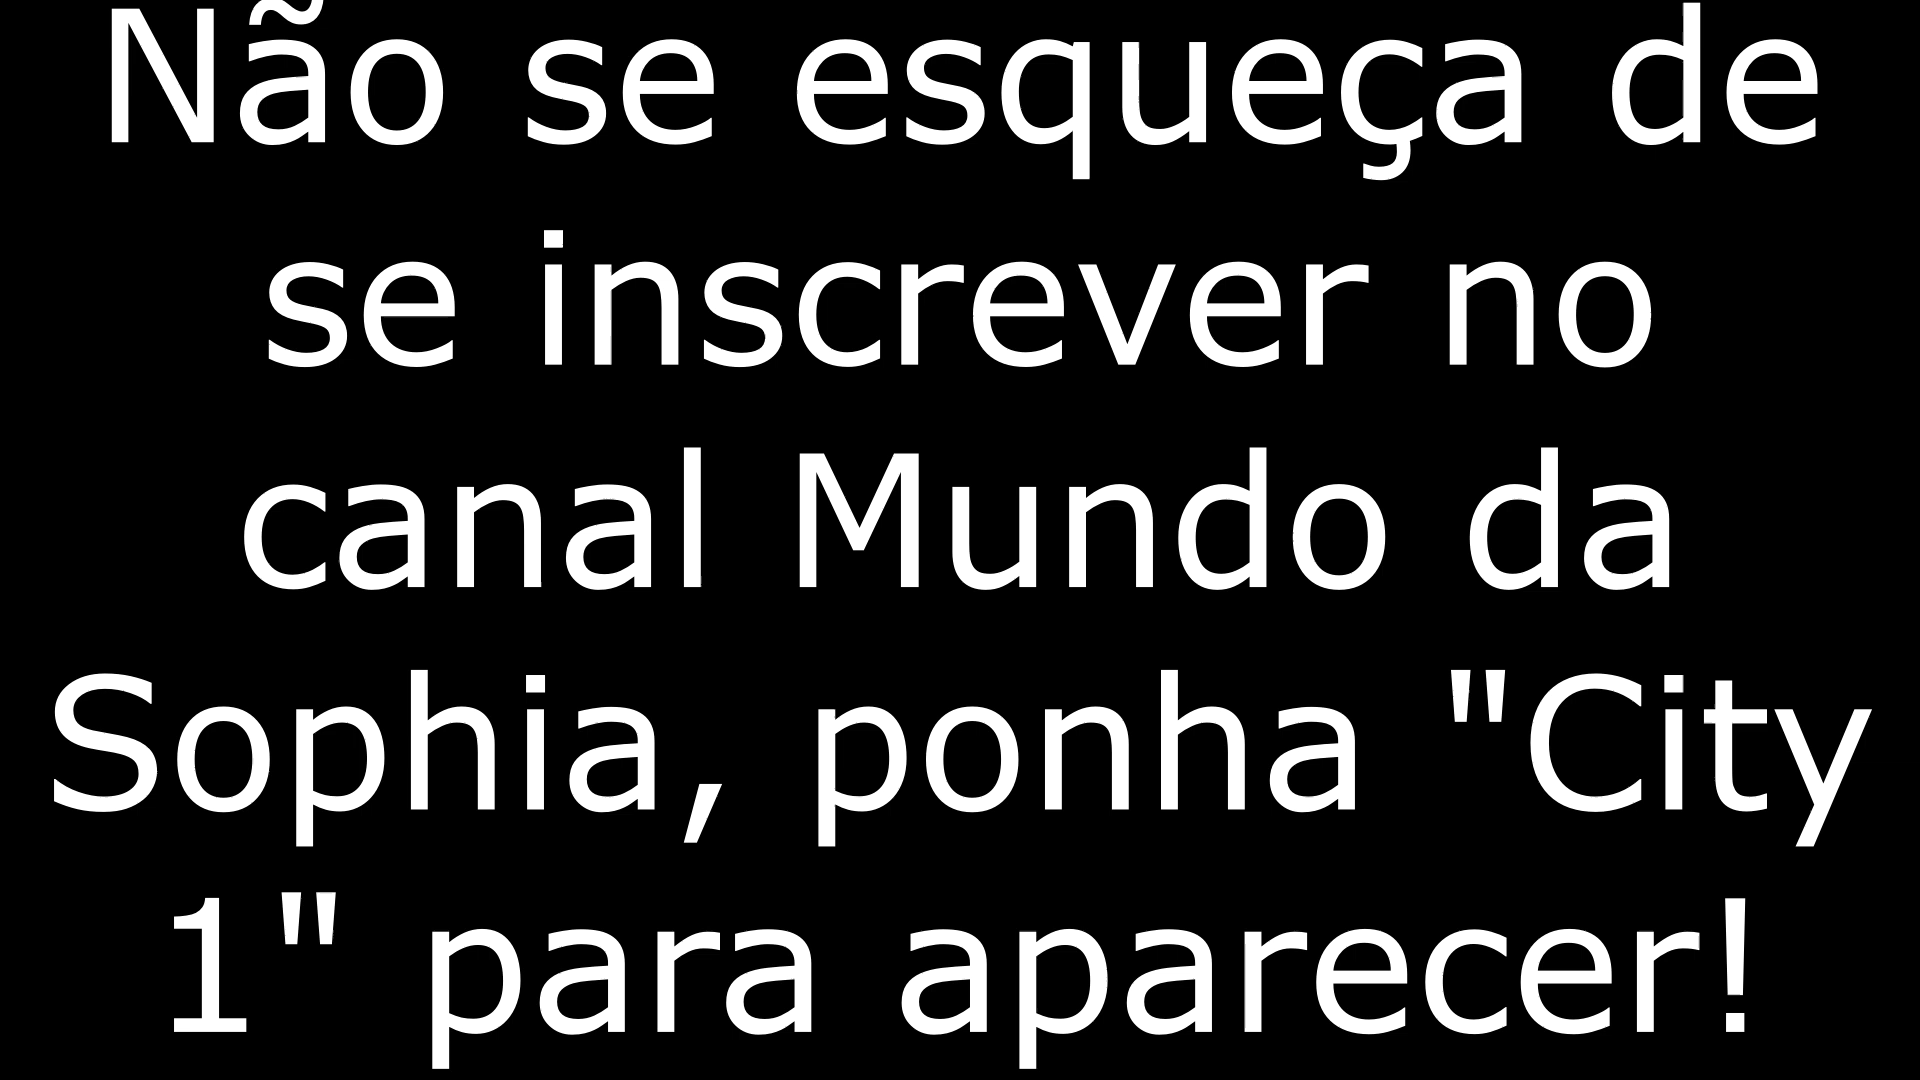 Não se esqueça de
se inscrever no
canal Mundo da
Sophia, ponha "City
1" para aparecer!